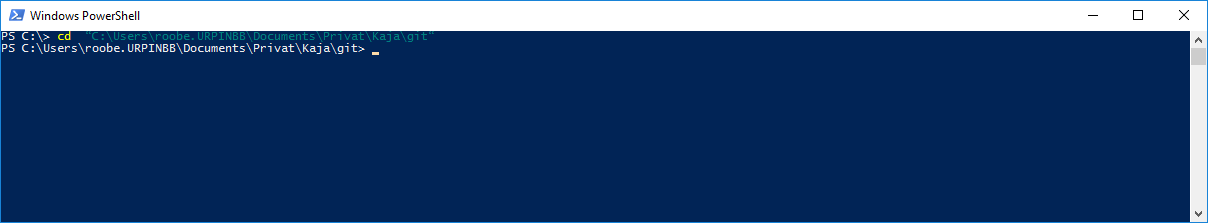 Windows PowerShell
PS C:\> cd  "C:\Users\roobe.URPINBB\Documents\Privat\Kaja\git"
PS C:\Users\roobe.URPINBB\Documents\Privat\Kaja\git>